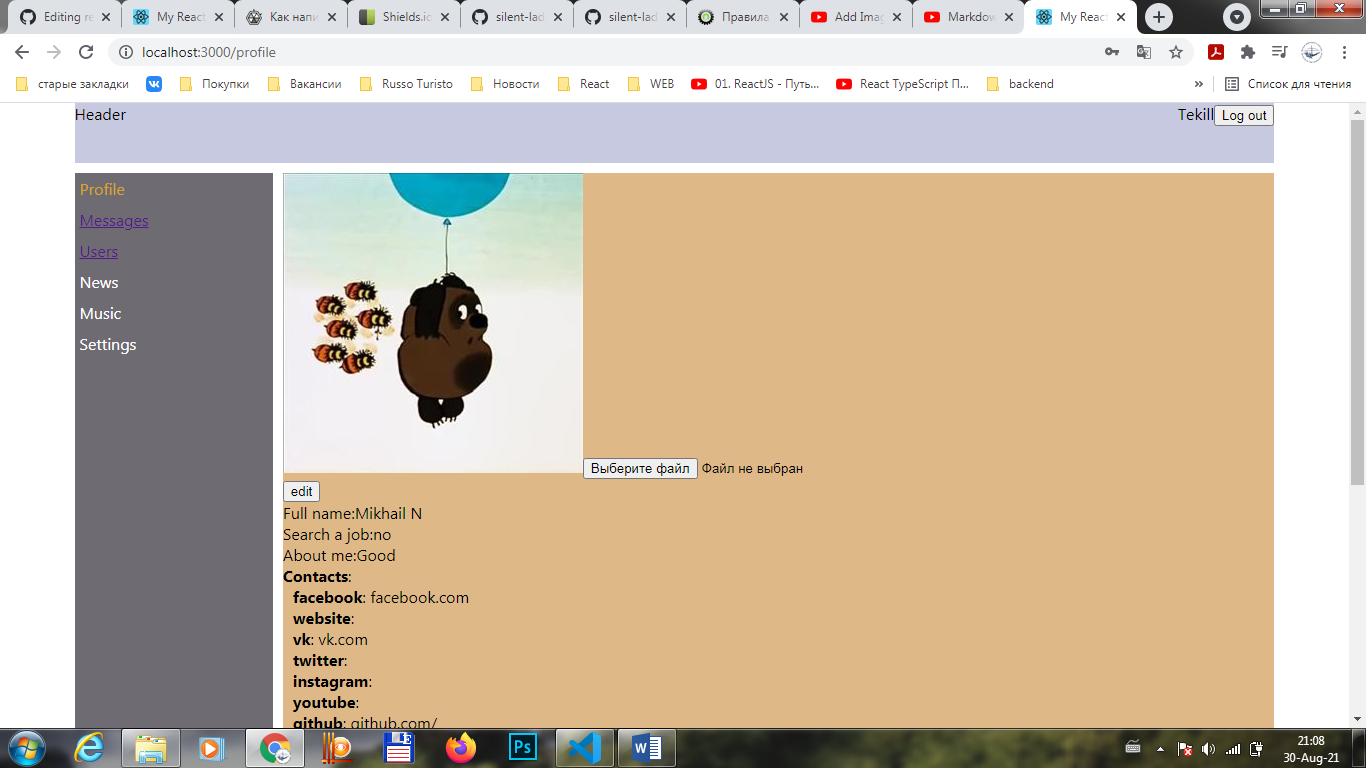 Editing re
My React
Как напи
Shields.io
silent-lad
silent-lad
Правила
Add Imag
Markdow
My React
localhost:3000/profile
старые закладки
Покупки
Вакансии
Russo Turisto
Новости
React
WEB
01. ReactJS - Путь...
React TypeScript П...
backend
»
Список для чтения
Header
Tekill
Log out
Profile
Messages
Users
News
Music
Settings
Выберите файл Файл не выбран
edit
Full name:Mikhail N
Search a job:no
About me:Good
Contacts:
facebook: facebook.com
website:
vk: vk.com
twitter:
instagram:
youtube:
github: github.com/
Ps
W
21:08
30-Aug-21